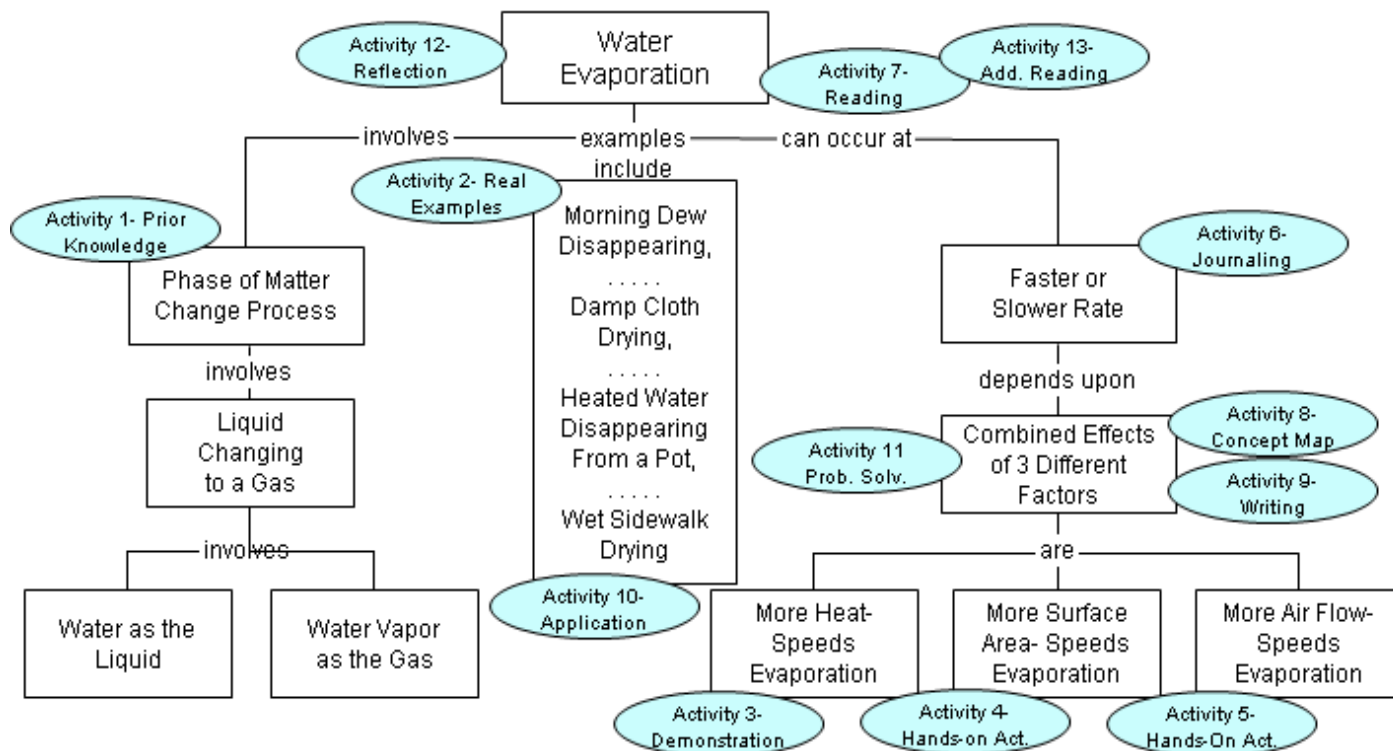 Water
Evaporation
Activity 12-
Reflection
Activity 7-
Reading
Activity 13-
Add. Reading
involves
examples
include
can occur at
Activity 1- Prior
Knowledge
Phase of Matter
Change Process
involves
Liquid
Changing
to a Gas
involves
Water as the
Liquid
Water Vapor
as the Gas
Activity 2- Real
Examples
Morning Dew
Disappearing,
. . . . .
Damp Cloth
Drying,
. . . . .
Heated Water
Disappearing
From a Pot,
. . . . .
Wet Sidewalk
Drying
Activity 10-
Application
Activity 6-
Journaling
Faster or
Slower Rate
depends upon
Activity 11
Prob. Solv.
Combined Effects
of 3 Different
Factors
Activity 8-
Concept Map
Activity 9-
Writing
are
More Heat-
Speeds
Evaporation
More Surface
Area- Speeds
Evaporation
More Air Flow-
Speeds
Evaporation
Activity 3-
Demonstration
Activity 4-
Hands-on Act.
Activity 5-
Hands-On Act.